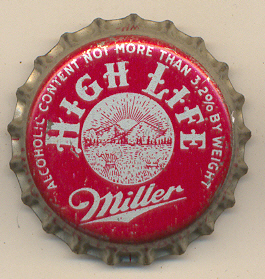 ALCOHOLIC CONTENT NOT MORE THAN 3.2% BY WEIGHT
HIGH LIFE
Miller